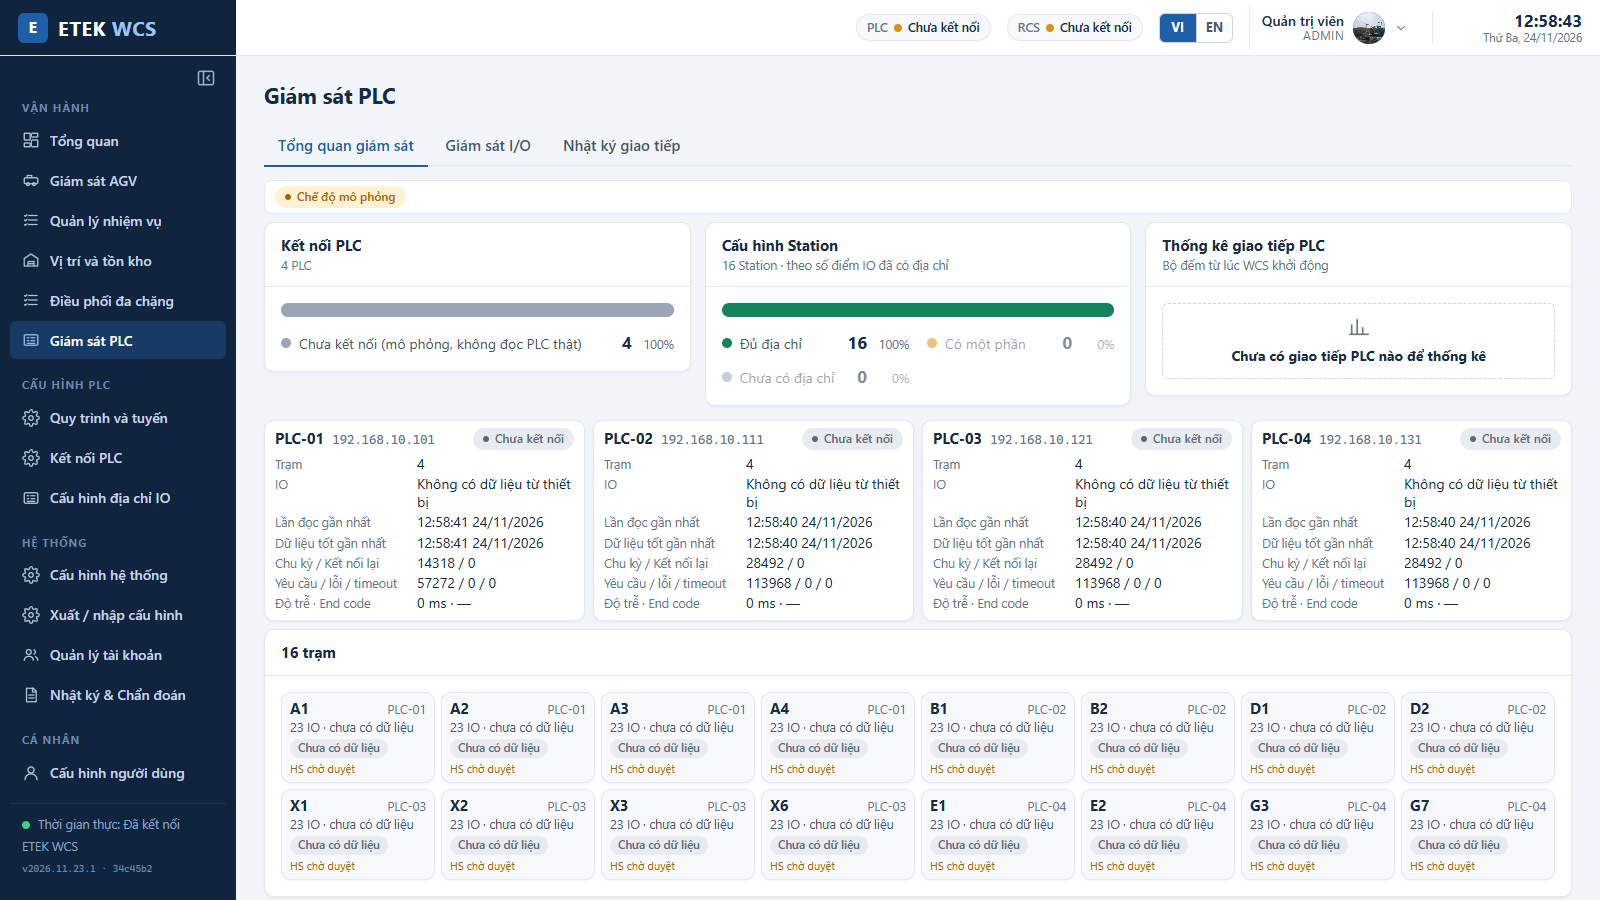 E ETEK WCS
PLC Chưa kết nối RCS Chưa kết nối VI EN Quản trị viên ADMIN 12:58:43 Thứ Ba, 24/11/2026
VẬN HÀNH
Tổng quan
Giám sát AGV
Quản lý nhiệm vụ
Vị trí và tồn kho
Điều phối đa chặng
Giám sát PLC
CẤU HÌNH PLC
Quy trình và tuyến
Kết nối PLC
Cấu hình địa chỉ IO
HỆ THỐNG
Cấu hình hệ thống
Xuất / nhập cấu hình
Quản lý tài khoản
Nhật ký & Chẩn đoán
CÁ NHÂN
Cấu hình người dùng
Thời gian thực: Đã kết nối
ETEK WCS
v2026.11.23.1 · 34c45b2
Giám sát PLC
Tổng quan giám sát Giám sát I/O Nhật ký giao tiếp
Chế độ mô phỏng
Kết nối PLC
4 PLC
Chưa kết nối (mô phỏng, không đọc PLC thật) 4 100%
Cấu hình Station
16 Station · theo số điểm IO đã có địa chỉ
Đủ địa chỉ 16 100% Có một phần 0 0%
Chưa có địa chỉ 0 0%
Thống kê giao tiếp PLC
Bộ đếm từ lúc WCS khởi động
Chưa có giao tiếp PLC nào để thống kê
PLC-01 192.168.10.101 Chưa kết nối
Trạm 4
IO Không có dữ liệu từ thiết
bị
Lần đọc gần nhất 12:58:41 24/11/2026
Dữ liệu tốt gần nhất 12:58:41 24/11/2026
Chu kỳ / Kết nối lại 14318 / 0
Yêu cầu / lỗi / timeout 57272 / 0 / 0
Độ trễ · End code 0 ms · —
PLC-02 192.168.10.111 Chưa kết nối
Trạm 4
IO Không có dữ liệu từ thiết
bị
Lần đọc gần nhất 12:58:40 24/11/2026
Dữ liệu tốt gần nhất 12:58:40 24/11/2026
Chu kỳ / Kết nối lại 28492 / 0
Yêu cầu / lỗi / timeout 113968 / 0 / 0
Độ trễ · End code 0 ms · —
PLC-03 192.168.10.121 Chưa kết nối
Trạm 4
IO Không có dữ liệu từ thiết
bị
Lần đọc gần nhất 12:58:40 24/11/2026
Dữ liệu tốt gần nhất 12:58:40 24/11/2026
Chu kỳ / Kết nối lại 28492 / 0
Yêu cầu / lỗi / timeout 113968 / 0 / 0
Độ trễ · End code 0 ms · —
PLC-04 192.168.10.131 Chưa kết nối
Trạm 4
IO Không có dữ liệu từ thiết
bị
Lần đọc gần nhất 12:58:40 24/11/2026
Dữ liệu tốt gần nhất 12:58:40 24/11/2026
Chu kỳ / Kết nối lại 28492 / 0
Yêu cầu / lỗi / timeout 113968 / 0 / 0
Độ trễ · End code 0 ms · —
16 trạm
A1 PLC-01 A2 PLC-01 A3 PLC-01 A4 PLC-01 B1 PLC-02 B2 PLC-02 D1 PLC-02 D2 PLC-02
23 IO · chưa có dữ liệu 23 IO · chưa có dữ liệu 23 IO · chưa có dữ liệu 23 IO · chưa có dữ liệu 23 IO · chưa có dữ liệu 23 IO · chưa có dữ liệu 23 IO · chưa có dữ liệu 23 IO · chưa có dữ liệu
Chưa có dữ liệu Chưa có dữ liệu Chưa có dữ liệu Chưa có dữ liệu Chưa có dữ liệu Chưa có dữ liệu Chưa có dữ liệu Chưa có dữ liệu
HS chờ duyệt HS chờ duyệt HS chờ duyệt HS chờ duyệt HS chờ duyệt HS chờ duyệt HS chờ duyệt HS chờ duyệt
X1 PLC-03 X2 PLC-03 X3 PLC-03 X6 PLC-03 E1 PLC-04 E2 PLC-04 G3 PLC-04 G7 PLC-04
23 IO · chưa có dữ liệu 23 IO · chưa có dữ liệu 23 IO · chưa có dữ liệu 23 IO · chưa có dữ liệu 23 IO · chưa có dữ liệu 23 IO · chưa có dữ liệu 23 IO · chưa có dữ liệu 23 IO · chưa có dữ liệu
Chưa có dữ liệu Chưa có dữ liệu Chưa có dữ liệu Chưa có dữ liệu Chưa có dữ liệu Chưa có dữ liệu Chưa có dữ liệu Chưa có dữ liệu
HS chờ duyệt HS chờ duyệt HS chờ duyệt HS chờ duyệt HS chờ duyệt HS chờ duyệt HS chờ duyệt HS chờ duyệt